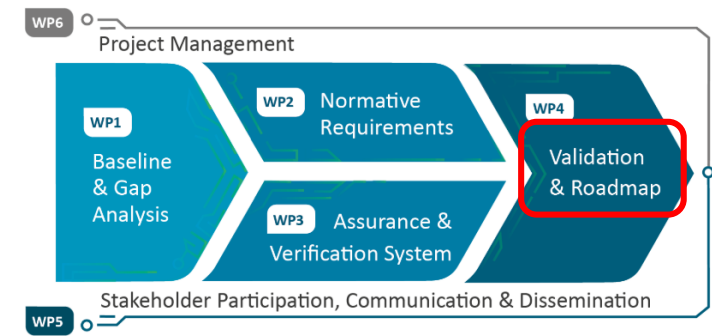 WP6
Project Management
WP1
Baseline
& Gap
Analysis
WP2
Normative
Requirements
WP3
Assurance &
Verification System
WP4
Validation
& Roadmap
Stakeholder Participation, Communication & Dissemination
WP5